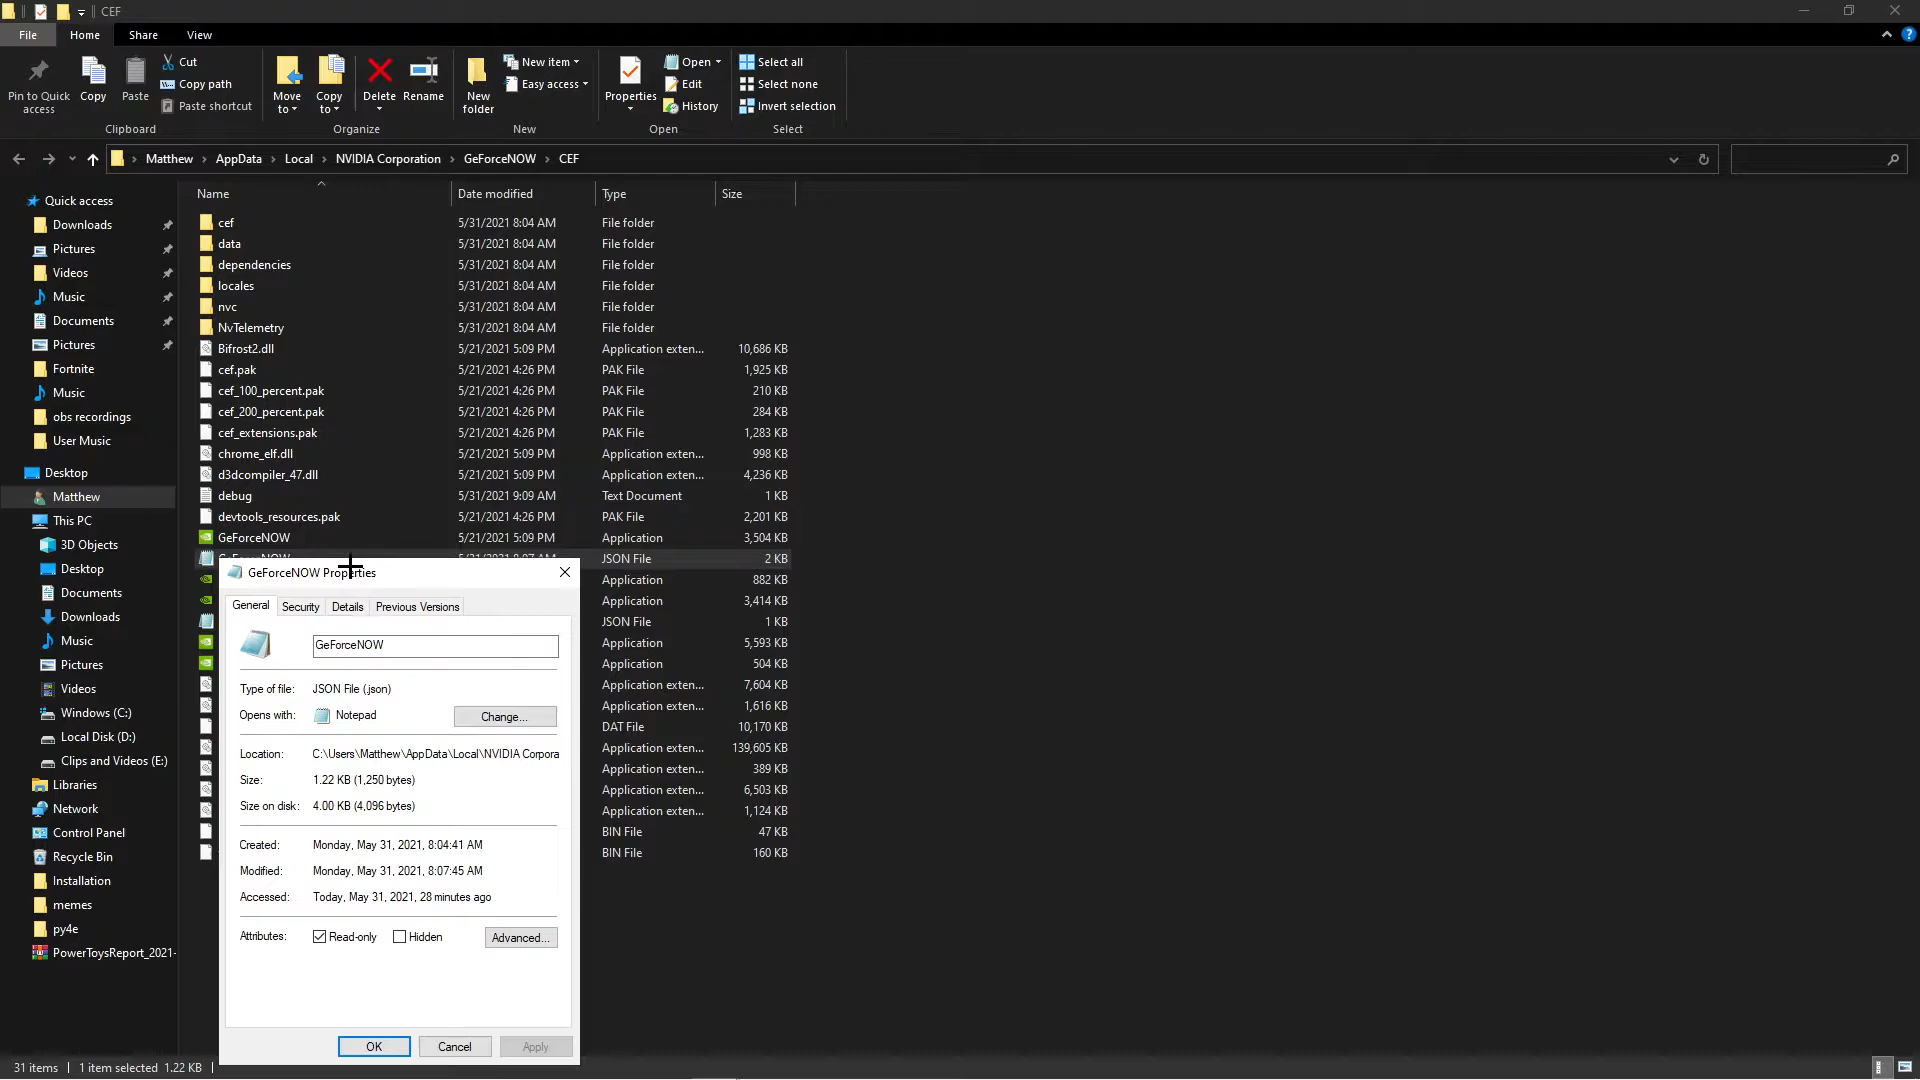 CEF
File Home Share View
Pin to Quick access
Copy
Paste
Cut
Copy path
Paste shortcut
Clipboard
Move to
Copy to
Delete
Rename
Organize
New folder
New item
Easy access
New
Properties
Open
Edit
History
Open
Select all
Select none
Invert selection
Select
Matthew AppData Local NVIDIA Corporation GeForceNOW CEF
Quick access
Downloads
Pictures
Videos
Music
Documents
Pictures
Fortnite
Music
obs recordings
User Music
Desktop
Matthew
This PC
3D Objects
Desktop
Documents
Downloads
Music
Pictures
Videos
Windows (C:)
Local Disk (D:)
Clips and Videos (E:)
Libraries
Network
Control Panel
Recycle Bin
Installation
memes
py4e
PowerToysReport_2021-
Name Date modified Type Size
cef 5/31/2021 8:04 AM File folder
data 5/31/2021 8:04 AM File folder
dependencies 5/31/2021 8:04 AM File folder
locales 5/31/2021 8:04 AM File folder
nvc 5/31/2021 8:04 AM File folder
NvTelemetry 5/31/2021 8:04 AM File folder
Bifrost2.dll 5/21/2021 5:09 PM Application exten... 10,686 KB
cef.pak 5/21/2021 4:26 PM PAK File 1,925 KB
cef_100_percent.pak 5/21/2021 4:26 PM PAK File 210 KB
cef_200_percent.pak 5/21/2021 4:26 PM PAK File 284 KB
cef_extensions.pak 5/21/2021 4:26 PM PAK File 1,283 KB
chrome_elf.dll 5/21/2021 5:09 PM Application exten... 998 KB
d3dcompiler_47.dll 5/21/2021 5:09 PM Application exten... 4,236 KB
debug 5/31/2021 9:09 AM Text Document 1 KB
devtools_resources.pak 5/21/2021 4:26 PM PAK File 2,201 KB
GeForceNOW 5/21/2021 5:09 PM Application 3,504 KB
GeForceNOW 5/31/2021 8:07 AM JSON File 2 KB
Application 882 KB
Application 3,414 KB
JSON File 1 KB
Application 5,593 KB
Application 504 KB
Application exten... 7,604 KB
Application exten... 1,616 KB
DAT File 10,170 KB
Application exten... 139,605 KB
Application exten... 389 KB
Application exten... 6,503 KB
Application exten... 1,124 KB
BIN File 47 KB
BIN File 160 KB
GeForceNOW Properties
General Security Details Previous Versions
GeForceNOW
Type of file: JSON File (.json)
Opens with: Notepad Change...
Location: C:\Users\Matthew\AppData\Local\NVIDIA Corpora
Size: 1.22 KB (1,250 bytes)
Size on disk: 4.00 KB (4,096 bytes)
Created: Monday, May 31, 2021, 8:04:41 AM
Modified: Monday, May 31, 2021, 8:07:45 AM
Accessed: Today, May 31, 2021, 28 minutes ago
Attributes: Read-only Hidden Advanced...
OK Cancel Apply
31 items 1 item selected 1.22 KB